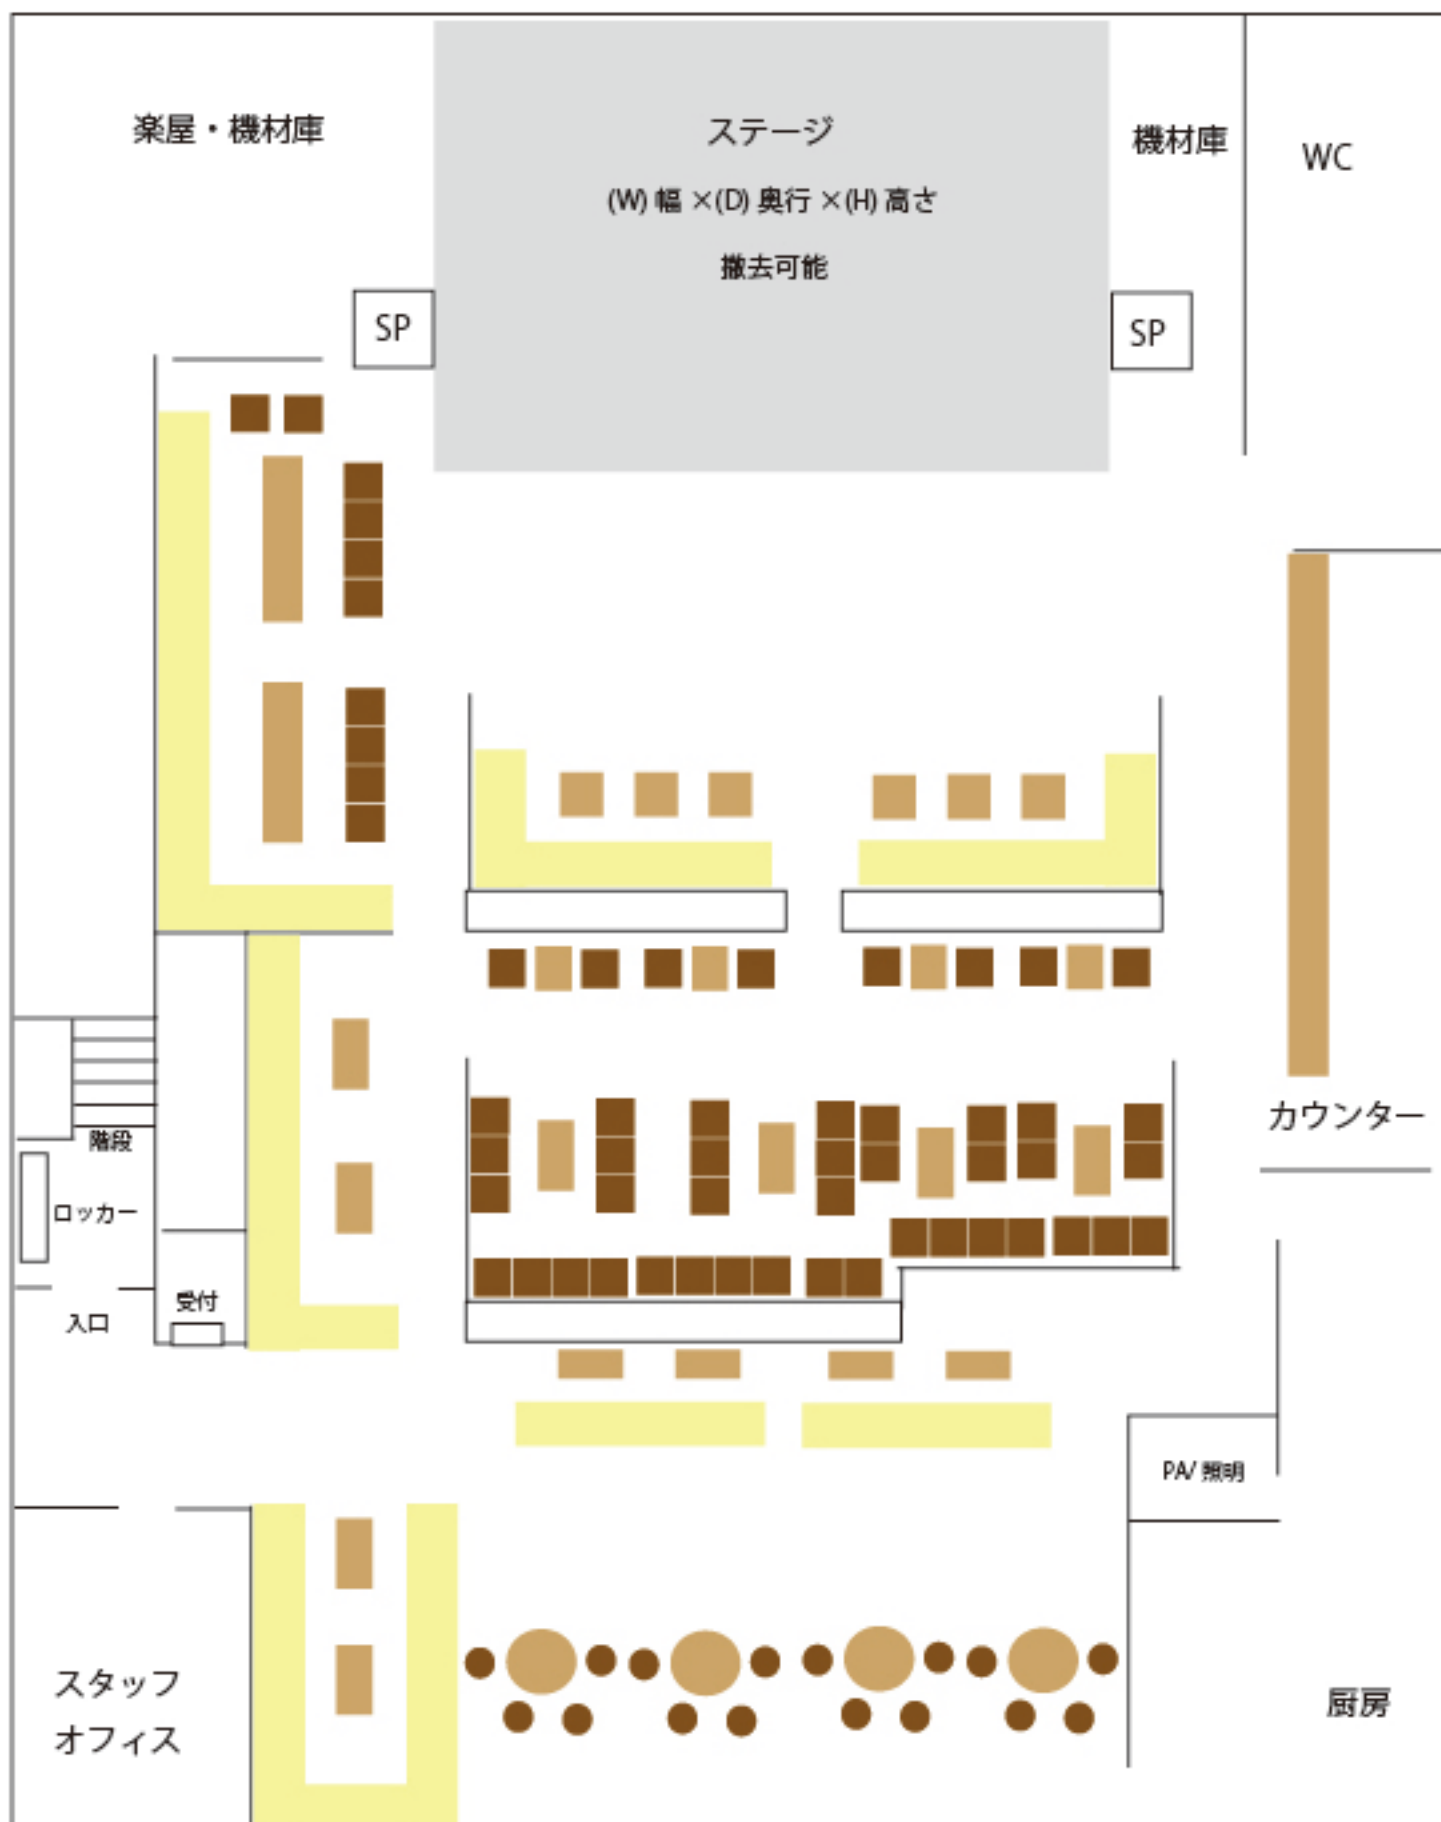 楽屋・機材庫
ステージ
(W) 幅 ×(D) 奥行 ×(H) 高さ
撤去可能
機材庫
WC
SP
SP
カウンター
階段
ロッカー
受付
入口
PA/ 照明
スタッフ
オフィス
厨房